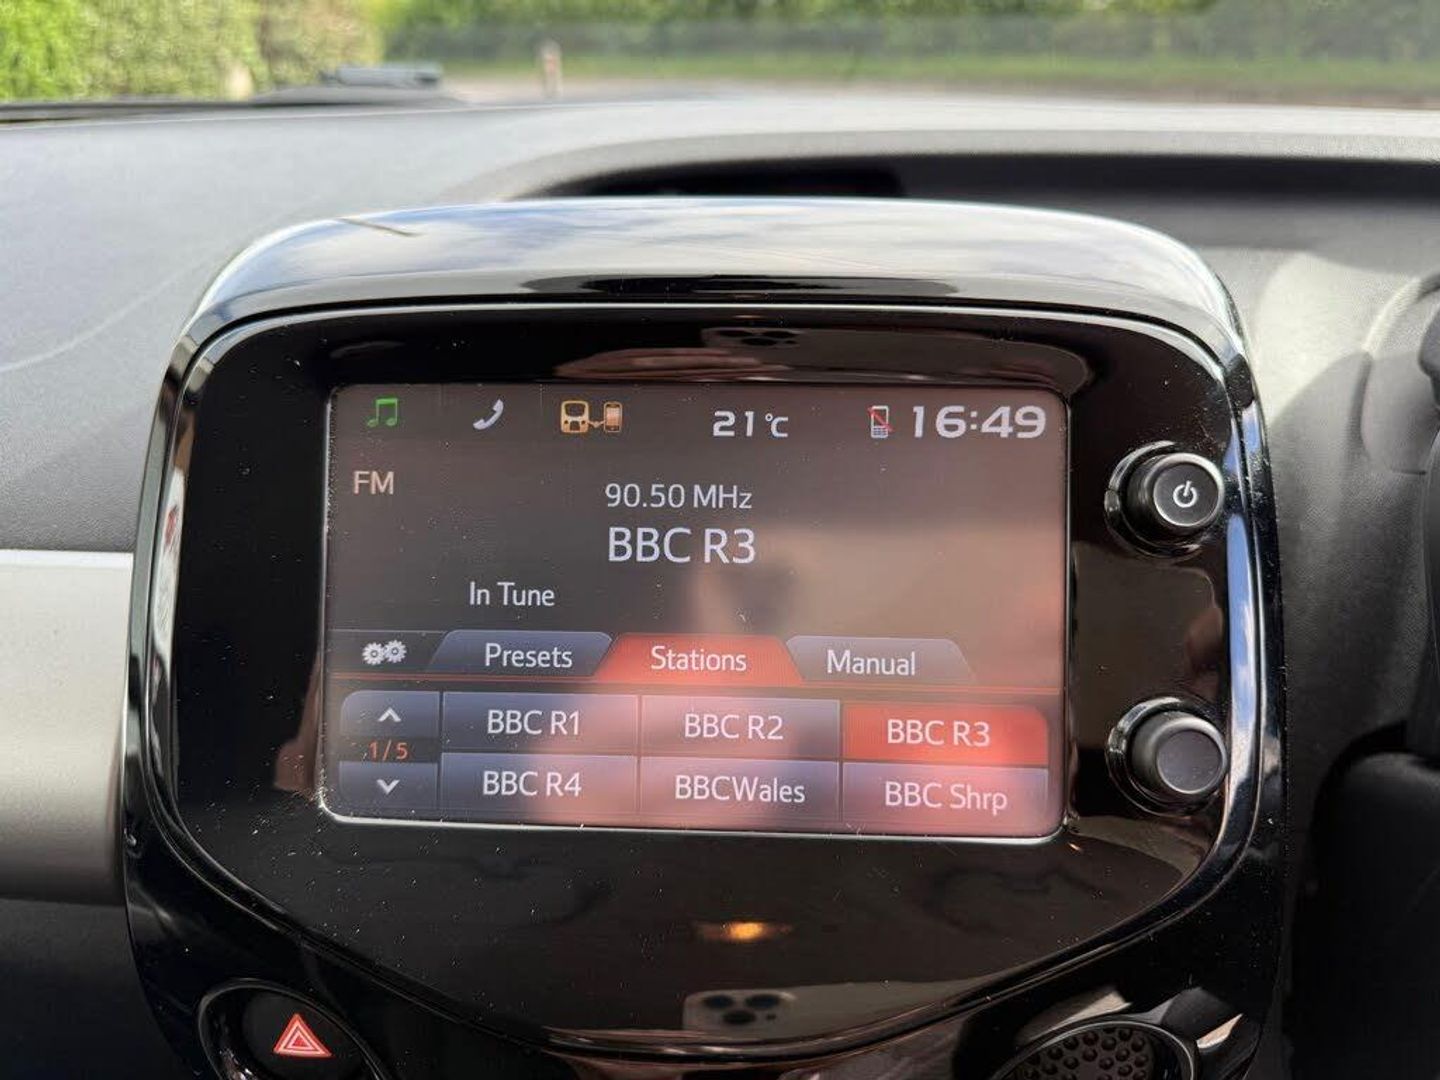 21°C 16:49
FM
90.50 MHz
BBC R3
In Tune
Presets Stations Manual
BBC R1 BBC R2 BBC R3
1/5
BBC R4 BBCWales BBC Shrp